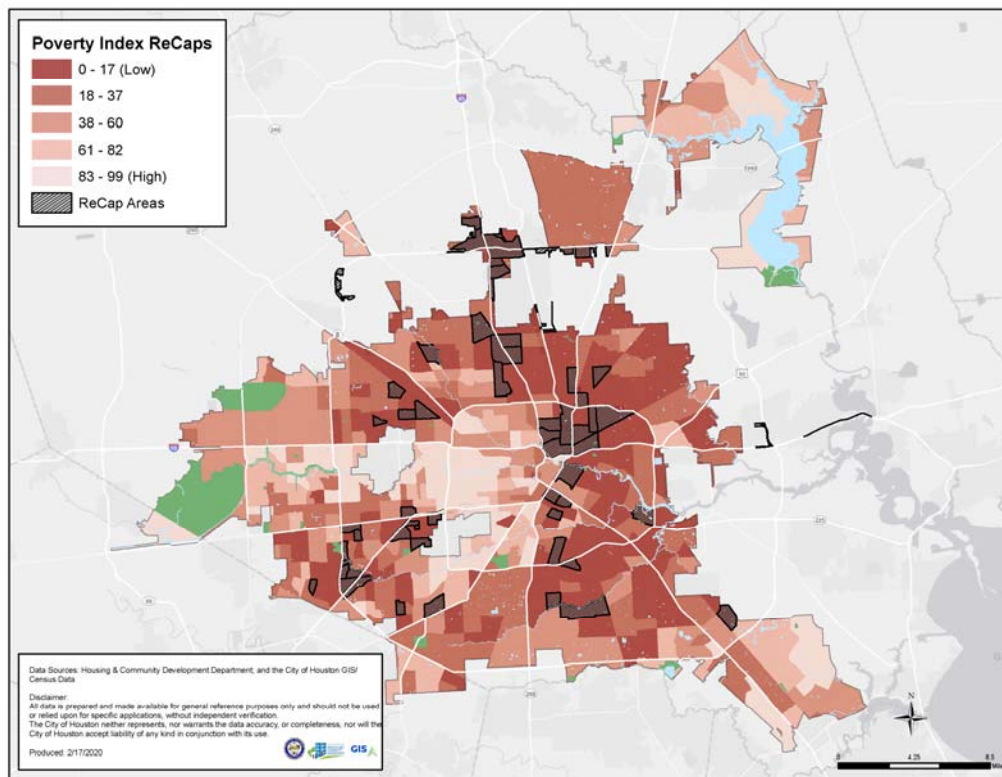 Poverty Index ReCaps
0 - 17 (Low)
18 - 37
38 - 60
61 - 82
83 - 99 (High)
ReCap Areas
225
N
Data Sources: Housing & Community Development Department, and the City of Houston GIS/
Census Data
Disclaimer:
All data is prepared and made available for general reference purposes only and should not be used
or relied upon for specific applications, without independent verification.
The City of Houston neither represents, nor warrants the data accuracy, or completeness, nor will the
City of Houston accept liability of any kind in conjunction with its use.
Produced: 2/17/2020
GIS
0 4.25 8.5